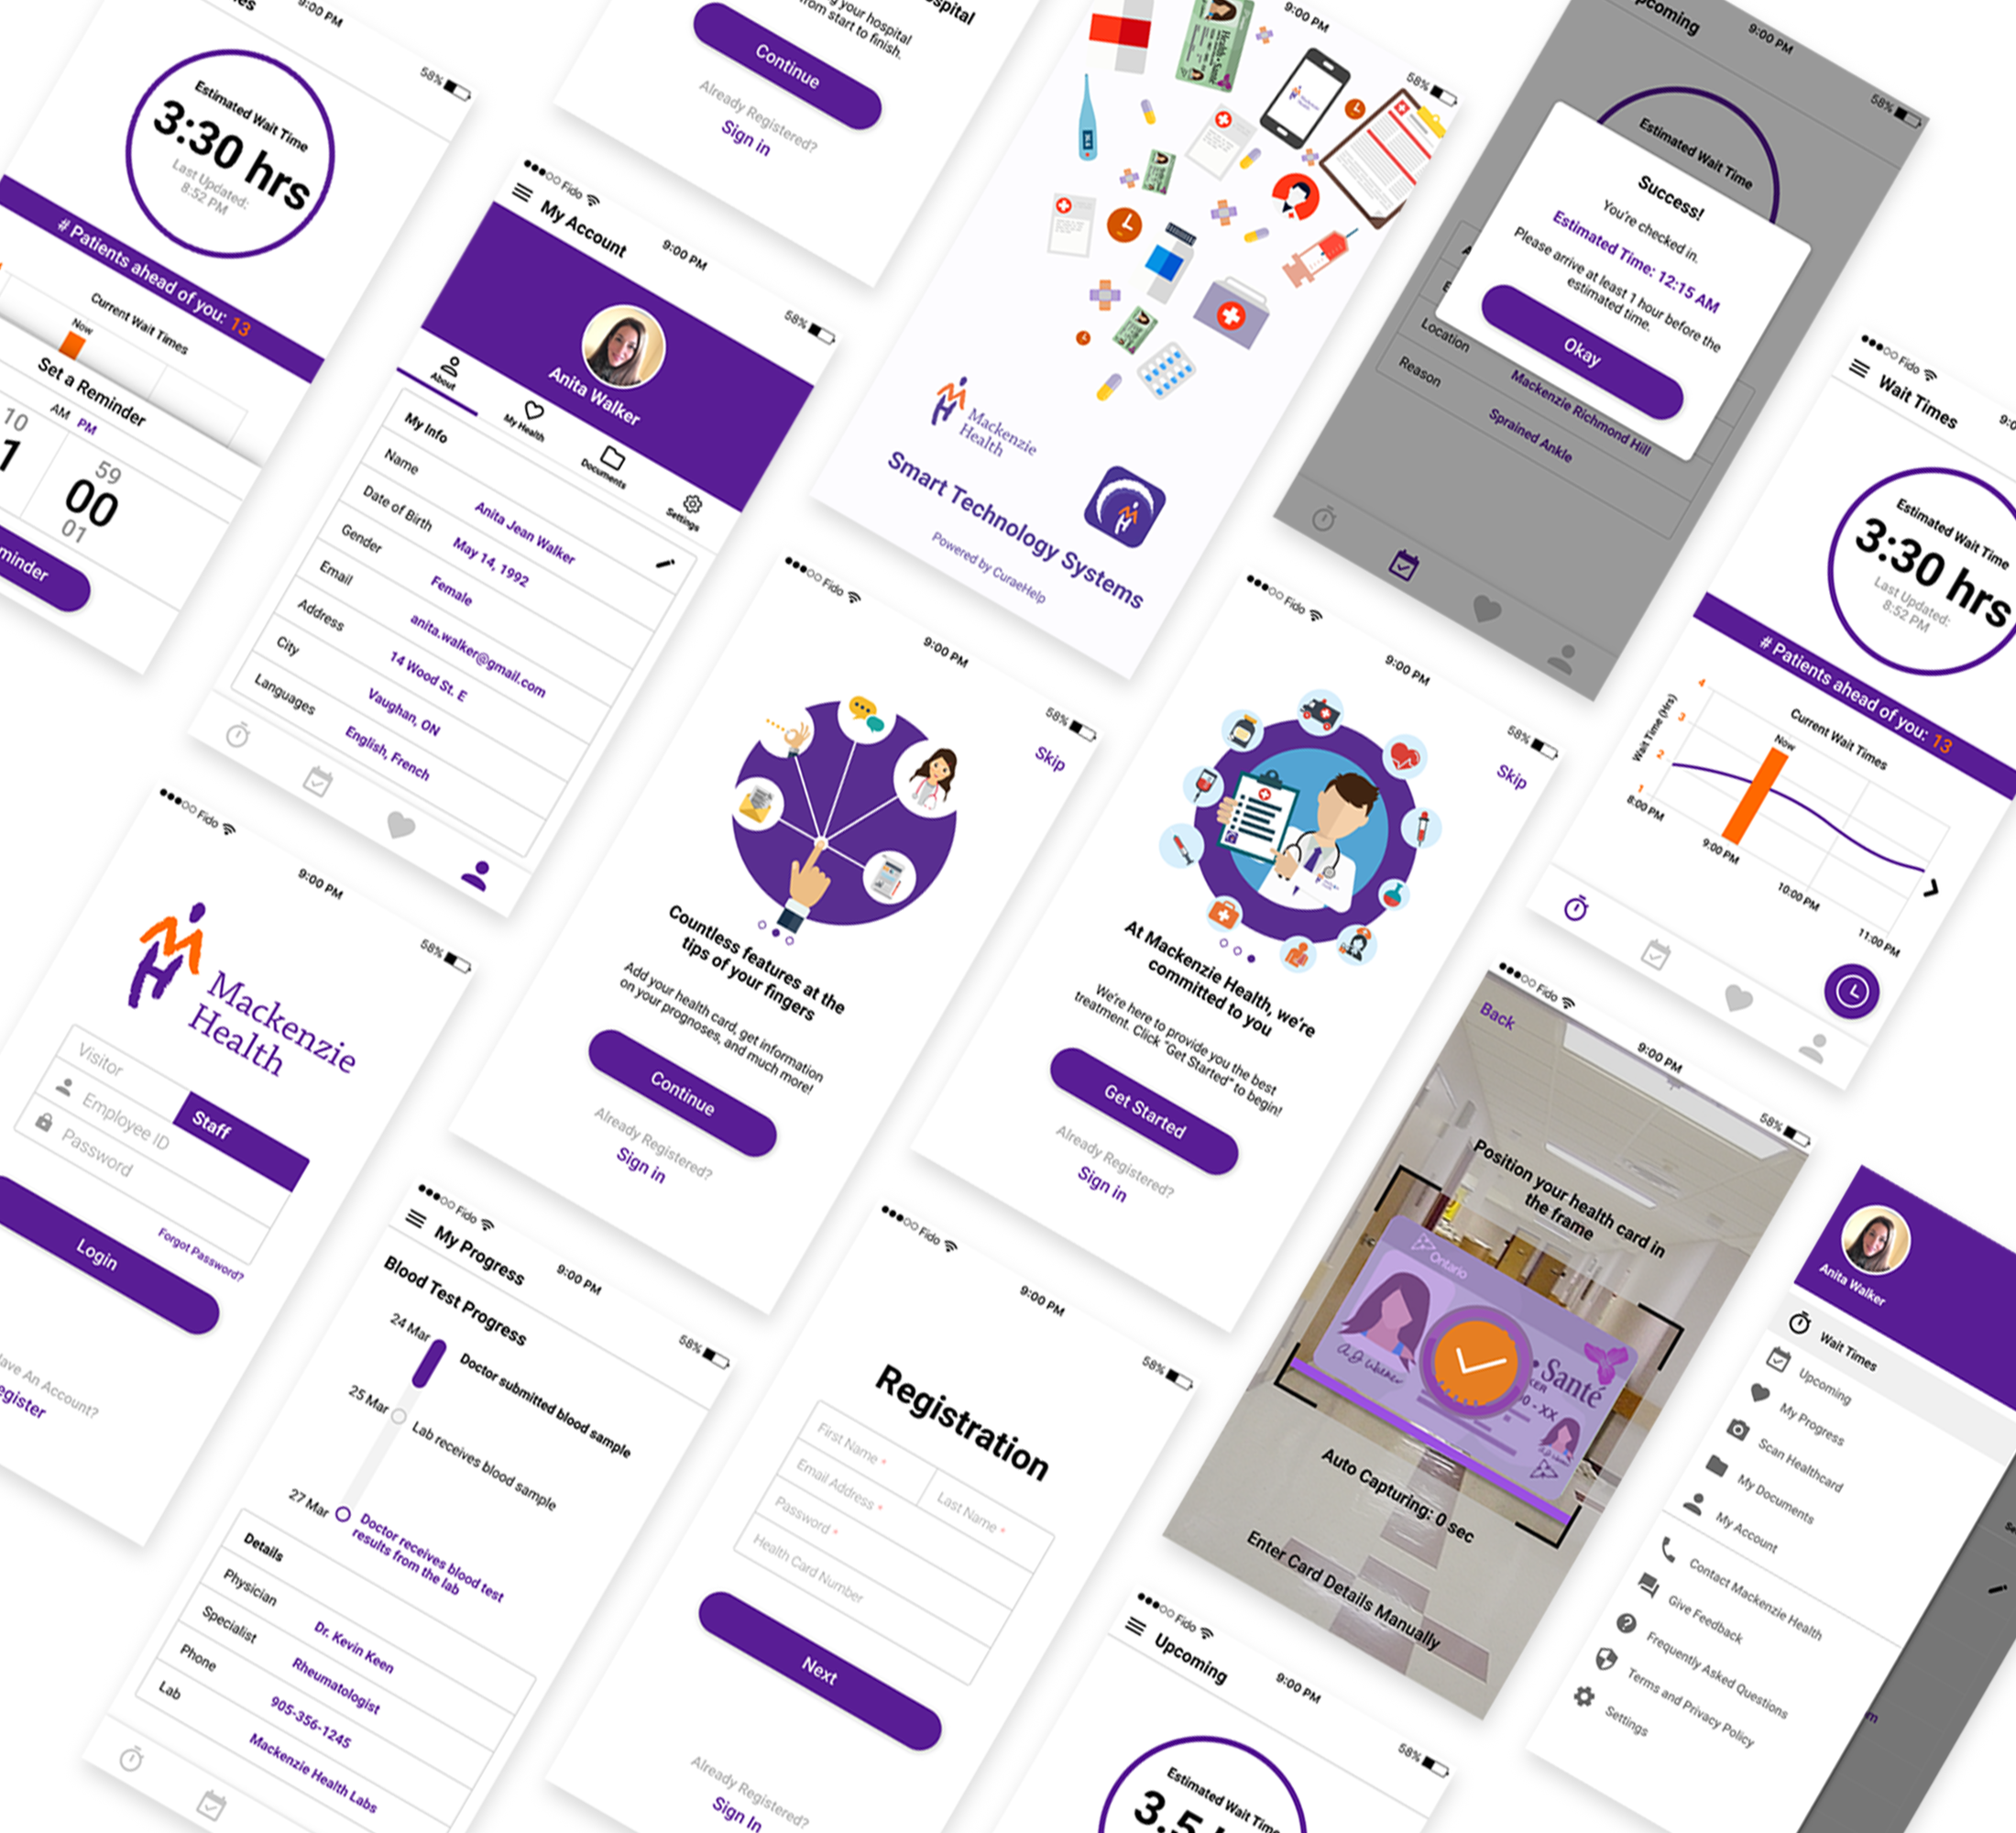 9:00 PM
58%
Estimated Wait Time
3:30 hrs
Last Updated:
8:52 PM
# Patients ahead of you: 13
Current Wait Times
Now
Set a Reminder
AM PM
10
1
59
00
01
your hospital
from start to finish.
Continue
Already Registered?
Sign in
Fido
9:00 PM
58%
My Account
Anita Walker
About
My Health
Documents
Settings
My Info
Name
Anita Jean Walker
Date of Birth
May 14, 1992
Gender
Female
Email
anita.walker@gmail.com
Address
14 Wood St. E
City
Vaughan, ON
Languages
English, French
9:00 PM
58%
Health • Santé
Mackenzie
Health
Smart Technology Systems
Powered by CuraeHelp
9:00 PM
58%
Estimated Wait Time
Success!
You're checked in.
Estimated Time: 12:15 AM
Please arrive at least 1 hour before the
estimated time.
Okay
Location
Mackenzie Richmond Hill
Reason
Sprained Ankle
Fido
Wait Times
Estimated Wait Time
3:30 hrs
Last Updated:
8:52 PM
# Patients ahead of you: 13
Current Wait Times
Wait Time (Hrs)
4
3
2
1
Now
8:00 PM
9:00 PM
10:00 PM
11:00 PM
Fido
9:00 PM
58%
Mackenzie
Health
Visitor
Staff
Employee ID
Password
Forgot Password?
Login
Have An Account?
Fido
9:00 PM
58%
Skip
Countless features at the
tips of your fingers
Add your health card, get information
on your prognoses, and much more!
Continue
Already Registered?
Sign in
Fido
9:00 PM
58%
Skip
At Mackenzie Health, we're
committed to you
We're here to provide you the best
treatment. Click "Get Started" to begin!
Get Started
Already Registered?
Sign in
Fido
9:00 PM
58%
Back
Position your health card in
the frame
Ontario
Santé
XX
Auto Capturing: 0 sec
Enter Card Details Manually
Fido
9:00 PM
58%
My Progress
Blood Test Progress
24 Mar
Doctor submitted blood sample
25 Mar
Lab receives blood sample
27 Mar
Doctor receives blood test
results from the lab
Details
Physician
Dr. Kevin Keen
Specialist
Rheumatologist
Phone
905-356-1245
Lab
Mackenzie Health Labs
Fido
9:00 PM
58%
Registration
First Name *
Last Name *
Email Address *
Password *
Health Card Number
Next
Already Registered?
Sign In
Fido
9:00 PM
58%
Upcoming
Estimated Wait Time
3.5
Anita Walker
Wait Times
Upcoming
My Progress
Scan Healthcard
My Documents
My Account
Contact Mackenzie Health
Give Feedback
Frequently Asked Questions
Terms and Privacy Policy
Settings